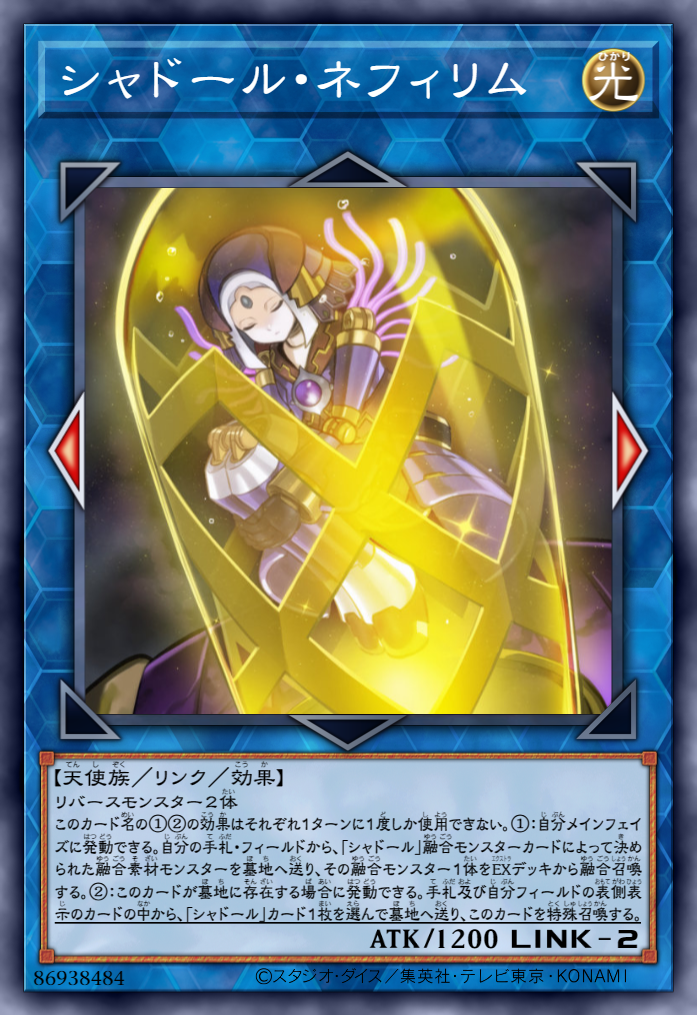 シャドール・ネフィリム
ひかり
光
【天使族／リンク／効果】
リバースモンスター２体
このカード名の①②の効果はそれぞれ1ターンに1度しか使用できない。①：自分メインフェイ
ズに発動できる。自分の手札・フィールドから、「シャドール」融合モンスターカードによって決め
られた融合素材モンスターを墓地へ送り、その融合モンスター1体をEXデッキから融合召喚
する。②：このカードが墓地に存在する場合に発動できる。手札及び自分フィールドの表側表
示のカードの中から、「シャドール」カード1枚を選んで墓地へ送り、このカードを特殊召喚する。
ATK/1200 LINK-2
86938484 ©スタジオ・ダイス／集英社・テレビ東京・KONAMI